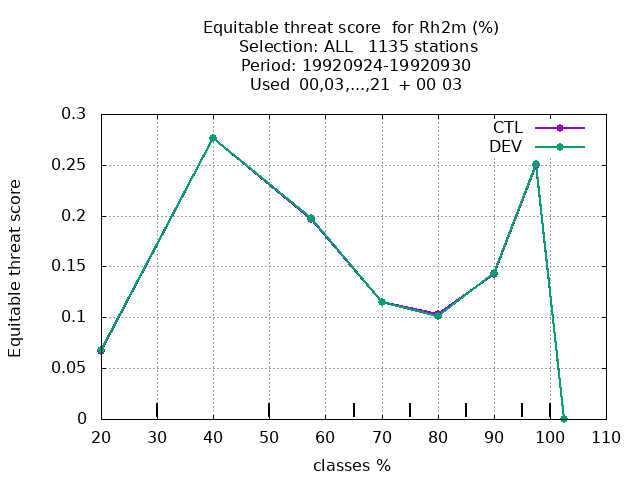 Equitable threat score  for Rh2m (%)
Selection: ALL   1135 stations
Period: 19920924-19920930
Used  00,03,...,21  + 00 03
CTL
DEV
Equitable threat score
0.3
0.25
0.2
0.15
0.1
0.05
0
20 30 40 50 60 70 80 90 100 110
classes %